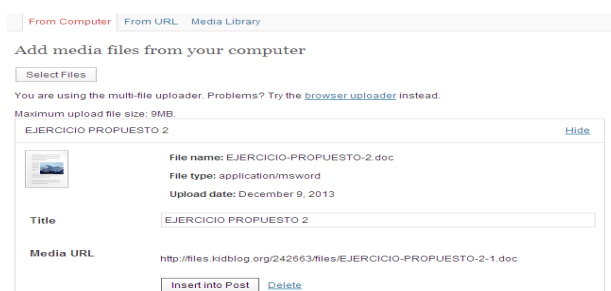 From Computer From URL Media Library
Add media files from your computer
Select Files
You are using the multi-file uploader. Problems? Try the browser uploader instead.
Maximum upload file size: 9MB.
EJERCICIO PROPUESTO 2 Hide
File name: EJERCICIO-PROPUESTO-2.doc
File type: application/msword
Upload date: December 9, 2013
Title EJERCICIO PROPUESTO 2
Media URL http://files.kidblog.org/242663/files/EJERCICIO-PROPUESTO-2-1.doc
Insert into Post Delete